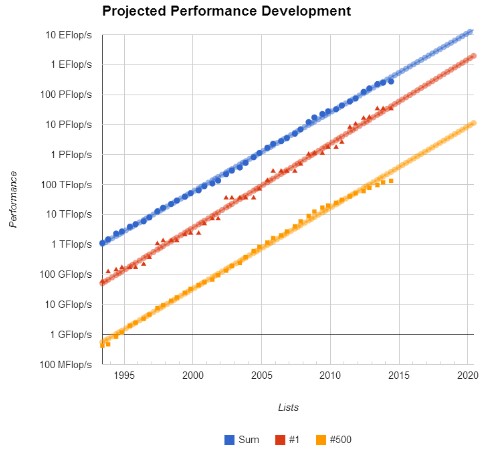 Projected Performance Development
10 EFlop/s
1 EFlop/s
100 PFlop/s
10 PFlop/s
1 PFlop/s
100 TFlop/s
10 TFlop/s
1 TFlop/s
100 GFlop/s
10 GFlop/s
1 GFlop/s
100 MFlop/s
Performance
1995 2000 2005 2010 2015 2020
Lists
Sum #1 #500